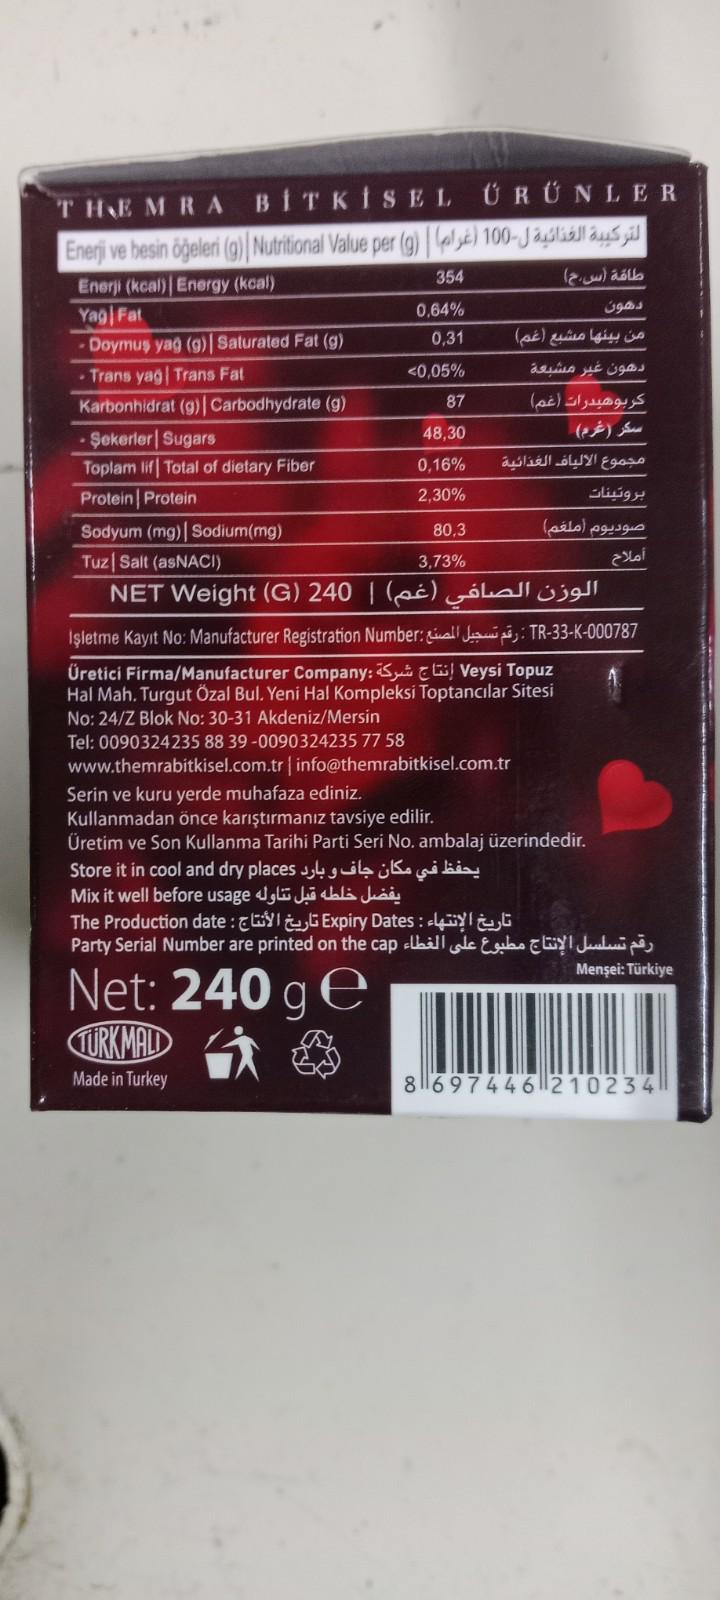 THEMRA BİTKİSEL ÜRÜNLER
Enerji ve besin öğeleri (g) | Nutritional Value per (g) | لتركيبة الغذائية ل-100 (غرام)
Enerji (kcal) | Energy (kcal) 354 طاقة (س.ح)
Yağ | Fat 0,64% دهون
- Doymuş yağ (g) | Saturated Fat (g) 0,31 من بينها مشبع (غم)
- Trans yağ | Trans Fat <0,05% دهون غير مشبعة
Karbonhidrat (g) | Carbodhydrate (g) 87 كربوهيدرات (غم)
- Şekerler | Sugars 48,30 سكر (غرم)
Toplam lif | Total of dietary Fiber 0,16% مجموع الالياف الغذائية
Protein | Protein 2,30% بروتينات
Sodyum (mg) | Sodium(mg) 80,3 صوديوم (ملغم)
Tuz | Salt (asNACI) 3,73% أملاح
NET Weight (G) 240 | الوزن الصافي (غم)
İşletme Kayıt No: Manufacturer Registration Number: رقم تسجيل المصنع : TR-33-K-000787
Üretici Firma/Manufacturer Company: إنتاج شركة Veysi Topuz
Hal Mah. Turgut Özal Bul. Yeni Hal Kompleksi Toptancılar Sitesi
No: 24/Z Blok No: 30-31 Akdeniz/Mersin
Tel: 0090324235 88 39 -0090324235 77 58
www.themrabitkisel.com.tr | info@themrabitkisel.com.tr
Serin ve kuru yerde muhafaza ediniz.
Kullanmadan önce karıştırmanız tavsiye edilir.
Üretim ve Son Kullanma Tarihi Parti Seri No. ambalaj üzerindedir.
Store it in cool and dry places يحفظ في مكان جاف و بارد
Mix it well before usage يفضل خلطه قبل تناوله
The Production date : تاريخ الأنتاج Expiry Dates : تاريخ الإنتهاء
Party Serial Number are printed on the cap رقم تسلسل الإنتاج مطبوع على الغطاء
Menşei: Türkiye
Net: 240 g e
TÜRKMALI
Made in Turkey
8 697446 210234